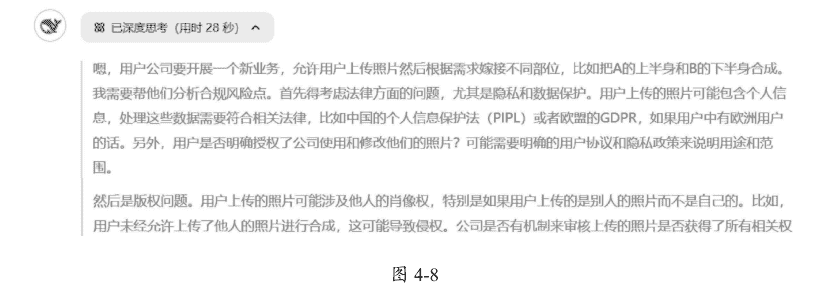 已深度思考（用时 28 秒）
嗯，用户公司要开展一个新业务，允许用户上传照片然后根据需求嫁接不同部位，比如把A的上半身和B的下半身合成。
我需要帮他们分析合规风险点。首先得考虑法律方面的问题，尤其是隐私和数据保护。用户上传的照片可能包含个人信
息，处理这些数据需要符合相关法律，比如中国的个人信息保护法（PIPL）或者欧盟的GDPR，如果用户中有欧洲用户
的话。另外，用户是否明确授权了公司使用和修改他们的照片？可能需要明确的用户协议和隐私政策来说明用途和范
围。
然后是版权问题。用户上传的照片可能涉及他人的肖像权，特别是如果用户上传的是别人的照片而不是自己的。比如，
用户未经允许上传了他人的照片进行合成，这可能导致侵权。公司是否有机制来审核上传的照片是否获得了所有相关权
图 4-8